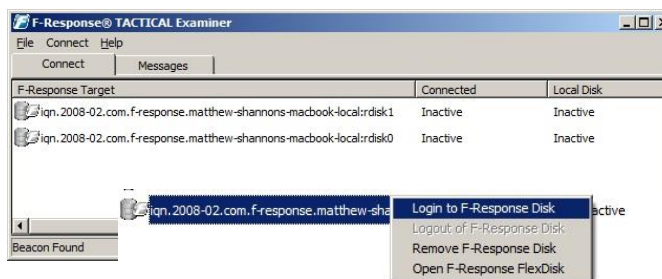 F-Response® TACTICAL Examiner
File Connect Help
Connect Messages
F-Response Target Connected Local Disk
iqn.2008-02.com.f-response.matthew-shannons-macbook-local:rdisk1 Inactive Inactive
iqn.2008-02.com.f-response.matthew-shannons-macbook-local:rdisk0 Inactive Inactive
iqn.2008-02.com.f-response.matthew-sha Login to F-Response Disk active
Logout of F-Response Disk
Remove F-Response Disk
Beacon Found Open F-Response FlexDisk